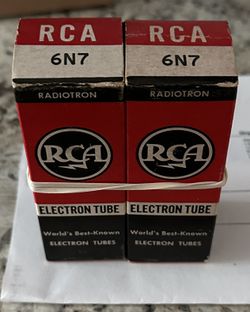 RCA
6N7
RADIOTRON
RCA
ELECTRON TUBE
World's Best-Known
ELECTRON TUBES
RCA
6N7
RADIOTRON
RCA
ELECTRON TUBE
World's Best-Known
ELECTRON TUBES